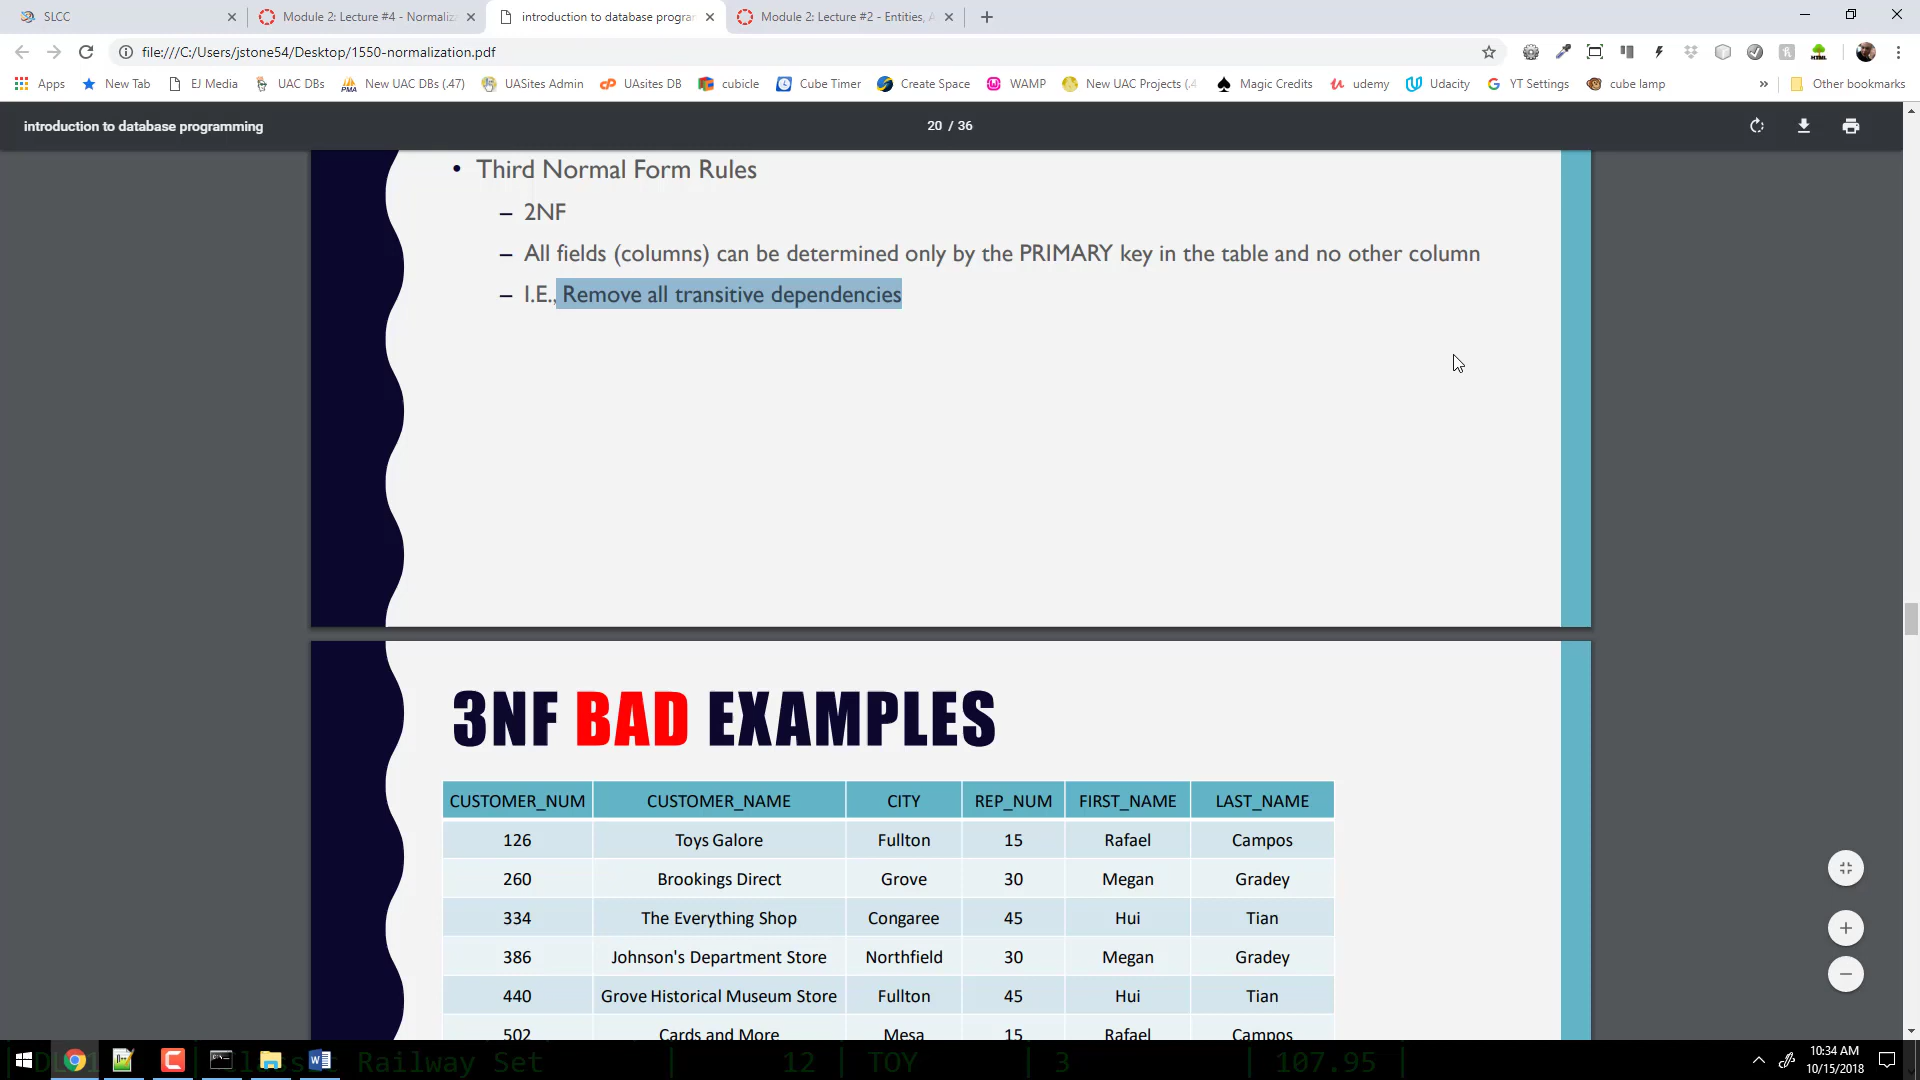 SLCC
Module 2: Lecture #4 - Normaliz
introduction to database progran
Module 2: Lecture #2 - Entities, A
file:///C:/Users/jstone54/Desktop/1550-normalization.pdf
Apps
New Tab
EJ Media
UAC DBs
New UAC DBs (.47)
UASites Admin
UAsites DB
cubicle
Cube Timer
Create Space
WAMP
New UAC Projects (.4
Magic Credits
udemy
Udacity
YT Settings
cube lamp
Other bookmarks
introduction to database programming
20 / 36
• Third Normal Form Rules
– 2NF
– All fields (columns) can be determined only by the PRIMARY key in the table and no other column
– I.E., Remove all transitive dependencies
3NF BAD EXAMPLES
CUSTOMER_NUM CUSTOMER_NAME CITY REP_NUM FIRST_NAME LAST_NAME
126 Toys Galore Fullton 15 Rafael Campos
260 Brookings Direct Grove 30 Megan Gradey
334 The Everything Shop Congaree 45 Hui Tian
386 Johnson's Department Store Northfield 30 Megan Gradey
440 Grove Historical Museum Store Fullton 45 Hui Tian
502 Cards and More Mesa 15 Rafael Campos
Railway Set | 12 | TOY | 3 | 107.95 |
10:34 AM
10/15/2018